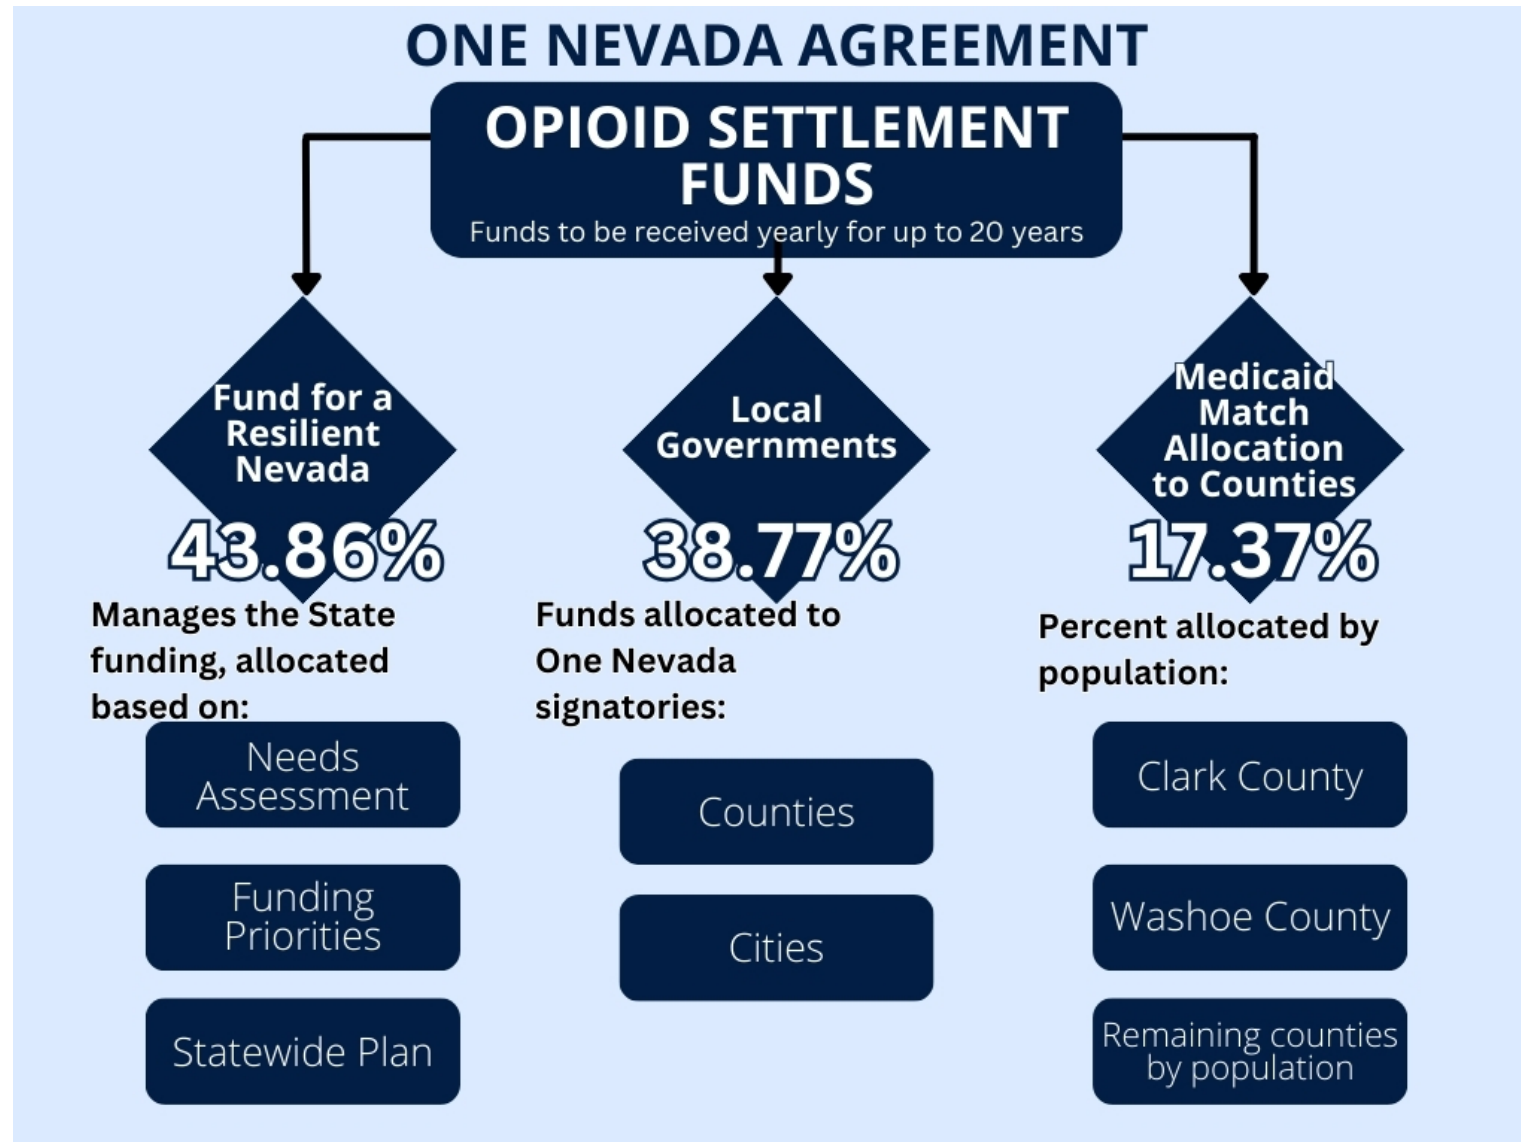 ONE NEVADA AGREEMENT
OPIOID SETTLEMENT
FUNDS
Funds to be received yearly for up to 20 years
Fund for a
Resilient
Nevada
43.86%
Manages the State
funding, allocated
based on:
Needs
Assessment
Funding
Priorities
Statewide Plan
Local
Governments
38.77%
Funds allocated to
One Nevada
signatories:
Counties
Cities
Medicaid
Match
Allocation
to Counties
17.37%
Percent allocated by
population:
Clark County
Washoe County
Remaining counties
by population